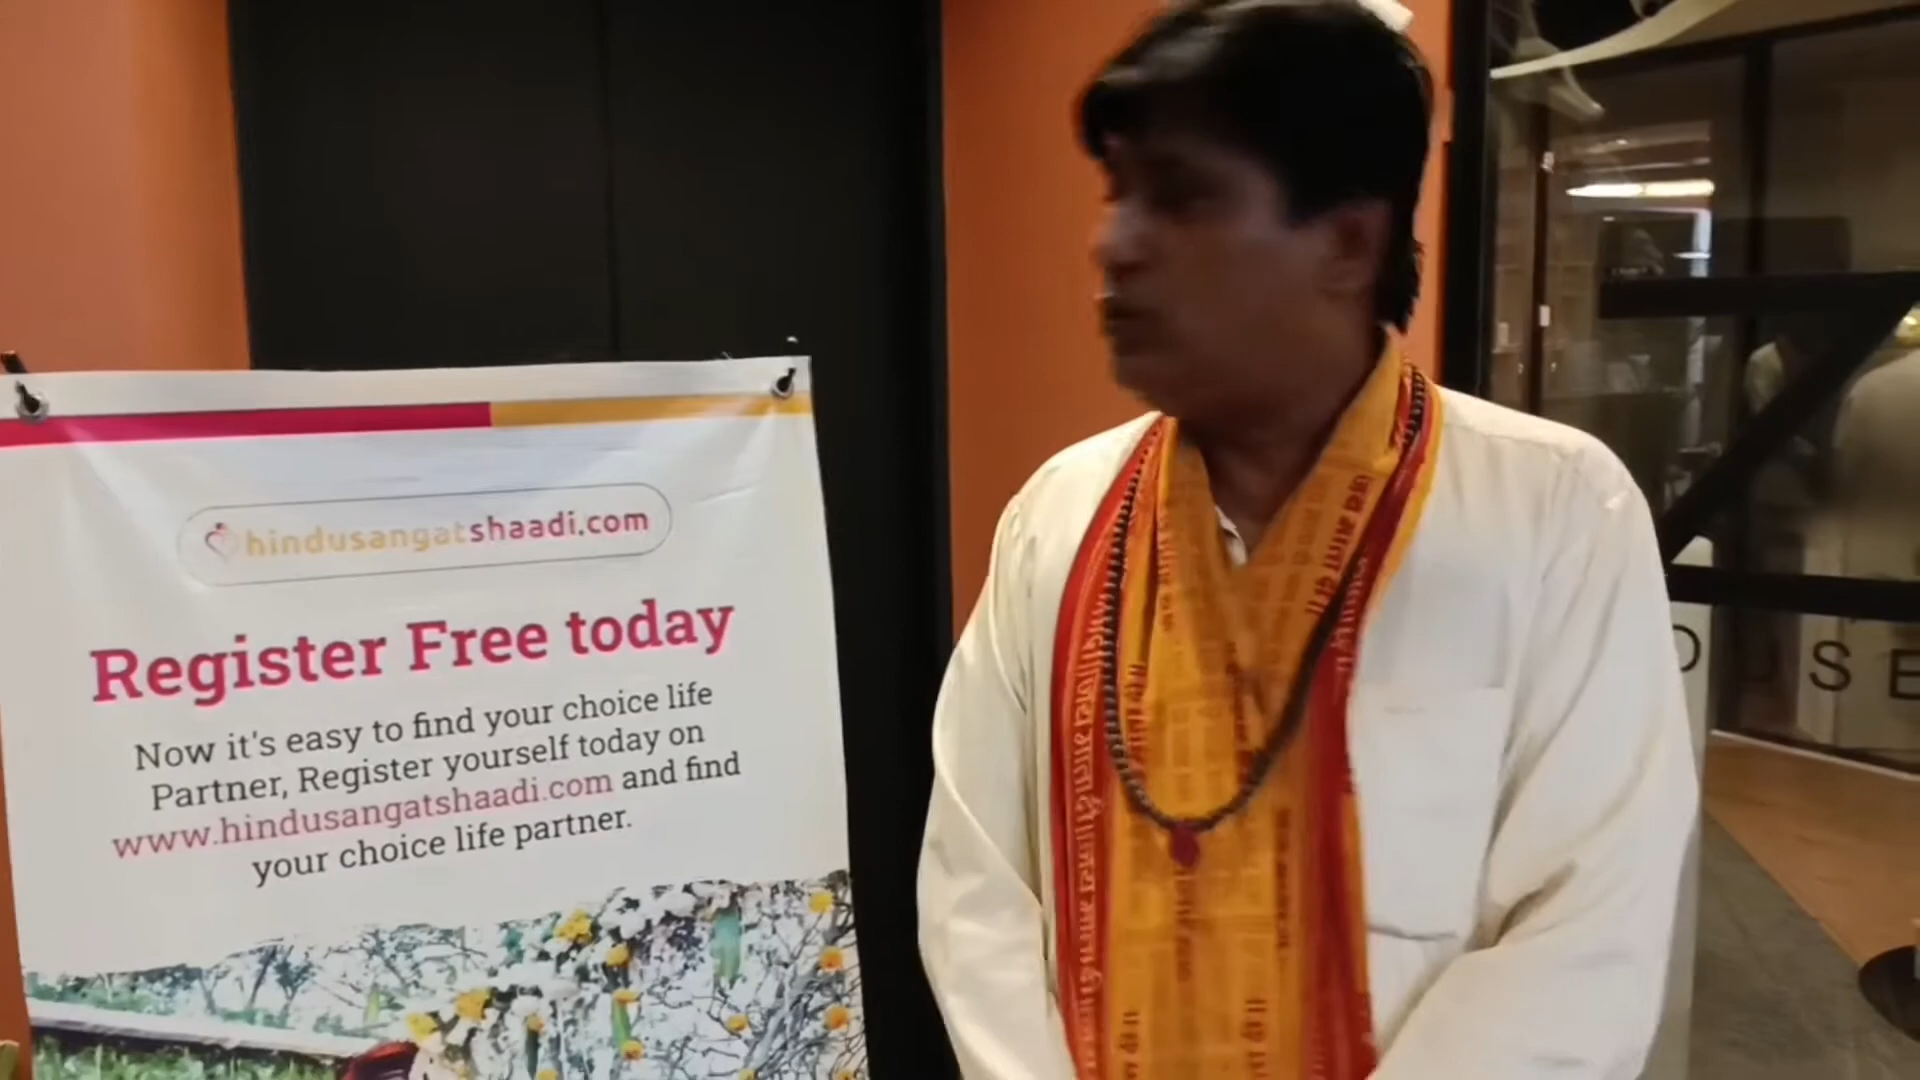 hindusangatshaadi.com
Register Free today
Now it's easy to find your choice life
Partner, Register yourself today on
www.hindusangatshaadi.com and find
your choice life partner.
USE